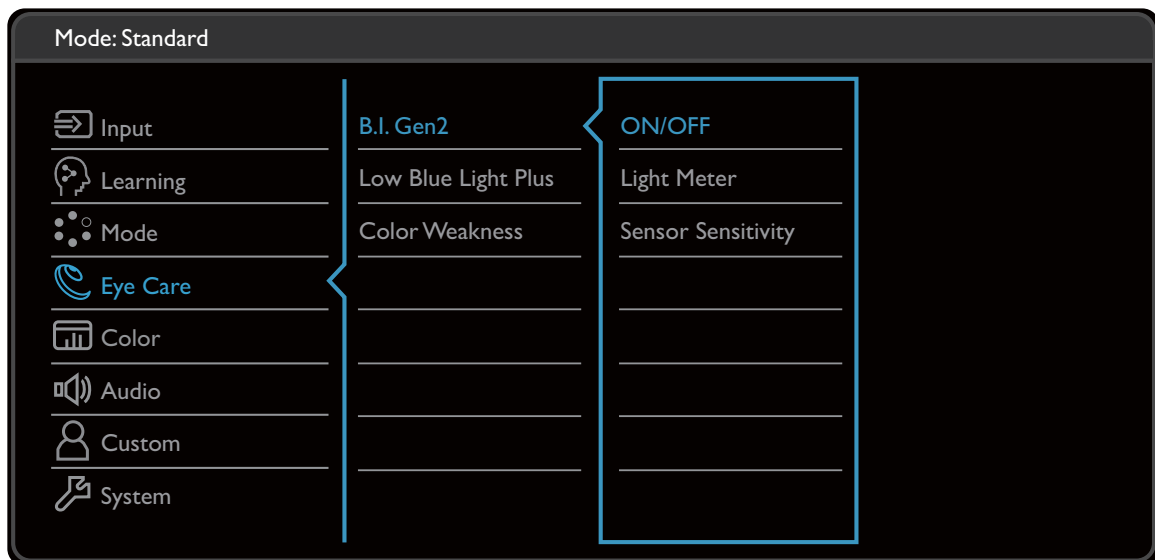 Mode: Standard
Input
Learning
Mode
Eye Care
Color
Audio
Custom
System
B.I. Gen2
Low Blue Light Plus
Color Weakness
ON/OFF
Light Meter
Sensor Sensitivity